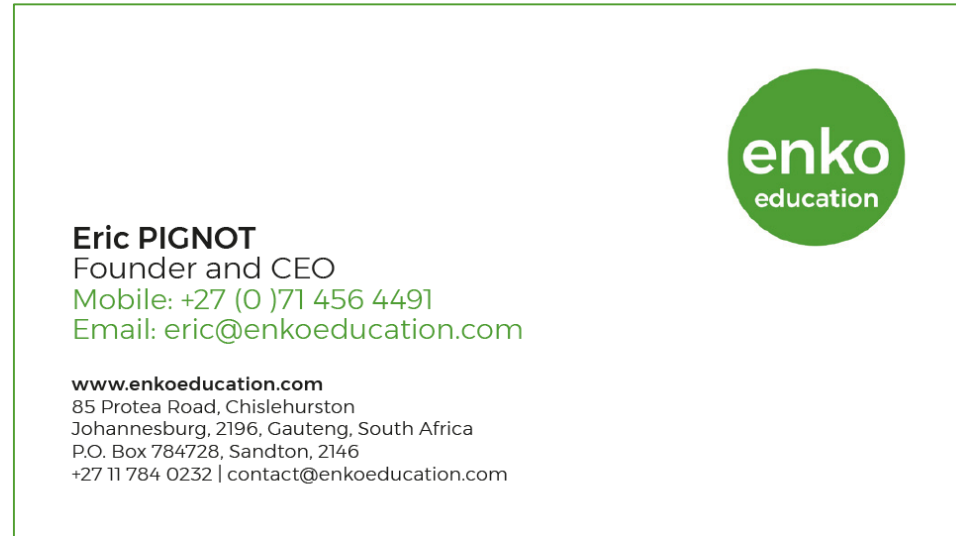 enko
education
Eric PIGNOT
Founder and CEO
Mobile: +27 (0 )71 456 4491
Email: eric@enkoeducation.com
www.enkoeducation.com
85 Protea Road, Chislehurston
Johannesburg, 2196, Gauteng, South Africa
P.O. Box 784728, Sandton, 2146
+27 11 784 0232 | contact@enkoeducation.com